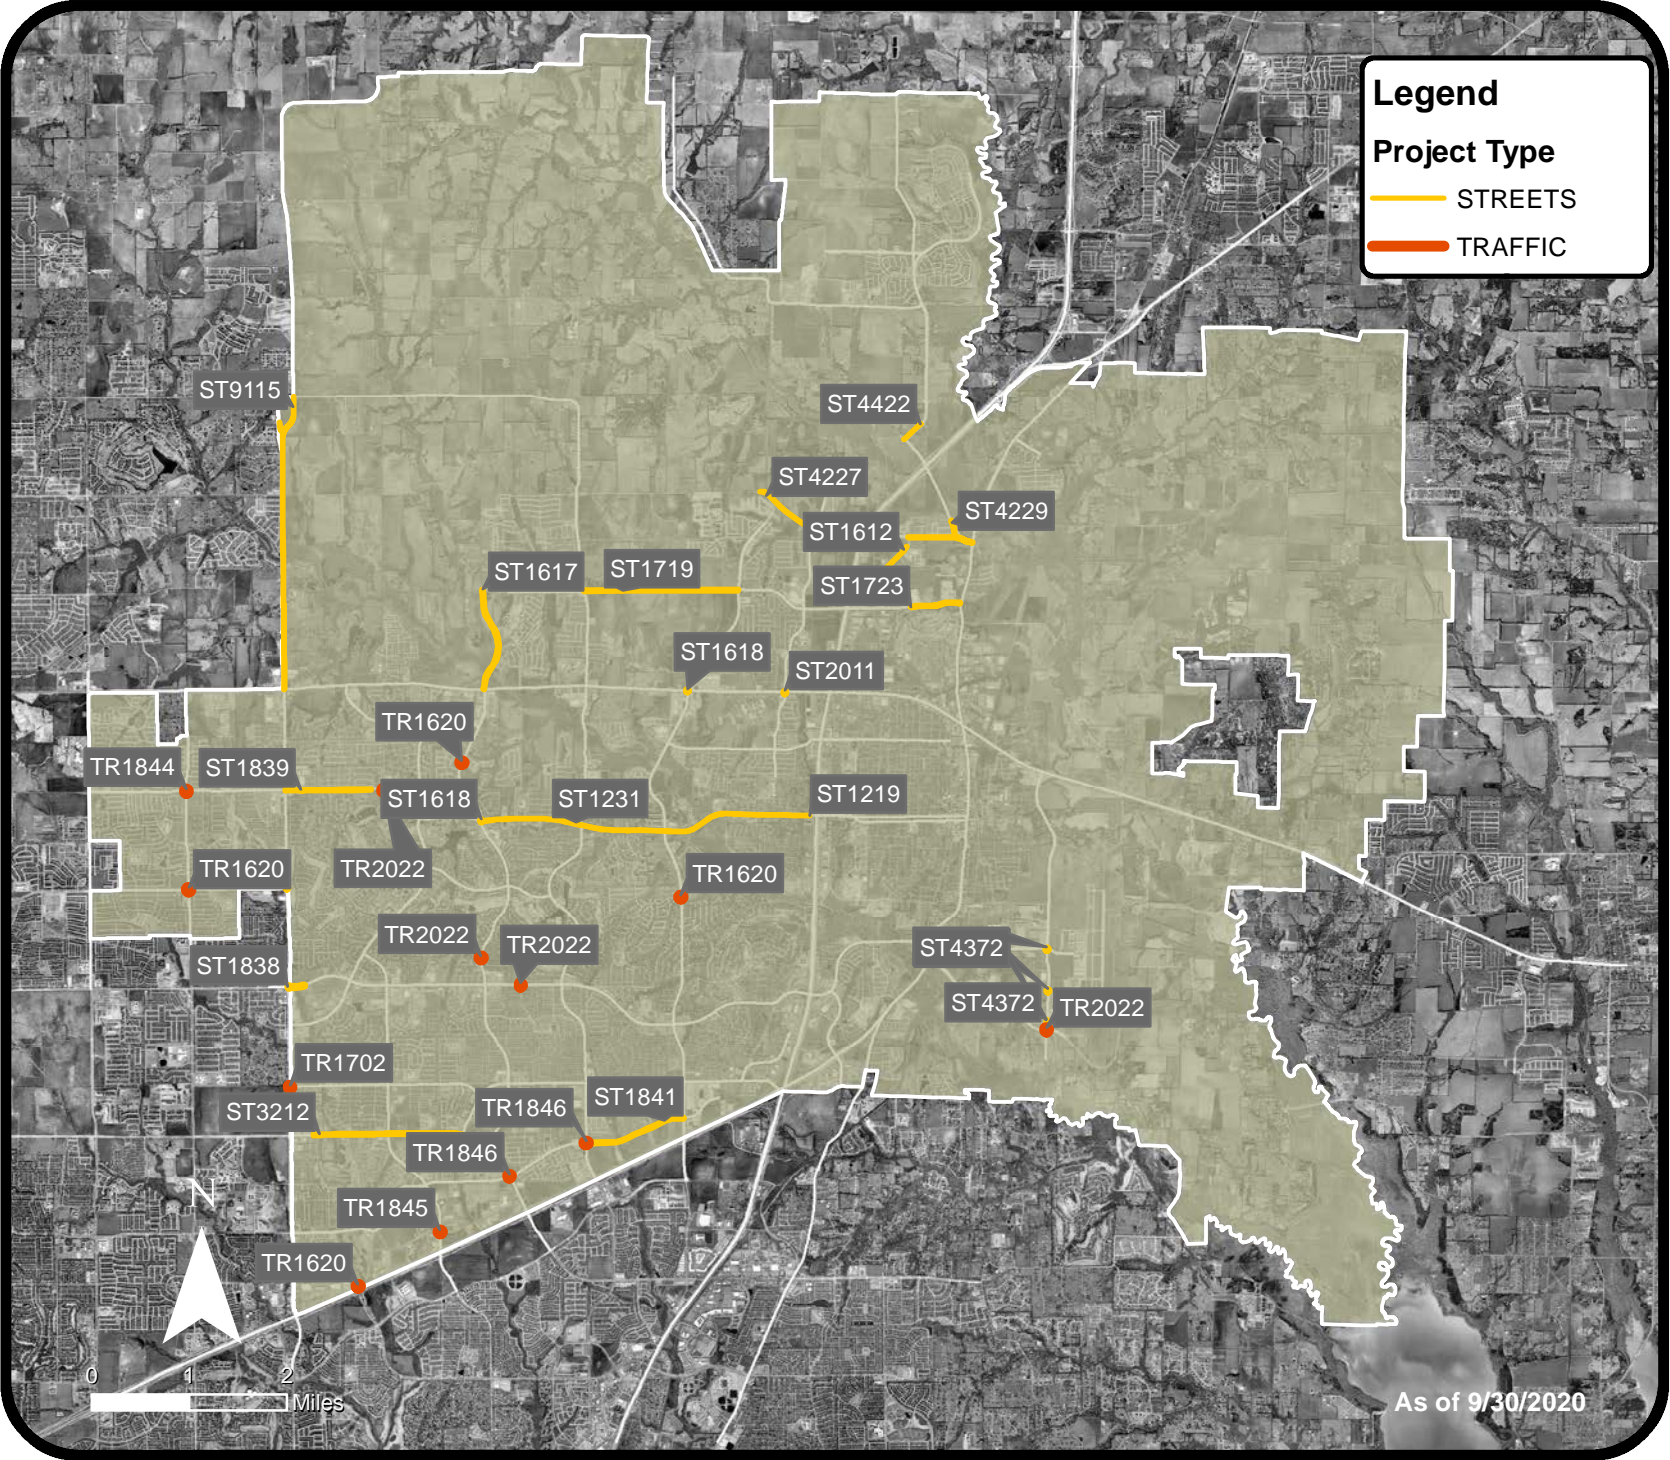 Legend
Project Type
STREETS
TRAFFIC
ST9115
ST4422
ST4227
ST4229
ST1612
ST1617
ST1719
ST1723
ST1618
ST2011
TR1620
TR1844
ST1839
ST1618
ST1231
ST1219
TR1620
TR2022
TR1620
TR2022
TR2022
ST4372
ST1838
ST4372
TR2022
TR1702
ST3212
TR1846
ST1841
TR1846
TR1845
TR1620
N
0 1 2
Miles
As of 9/30/2020